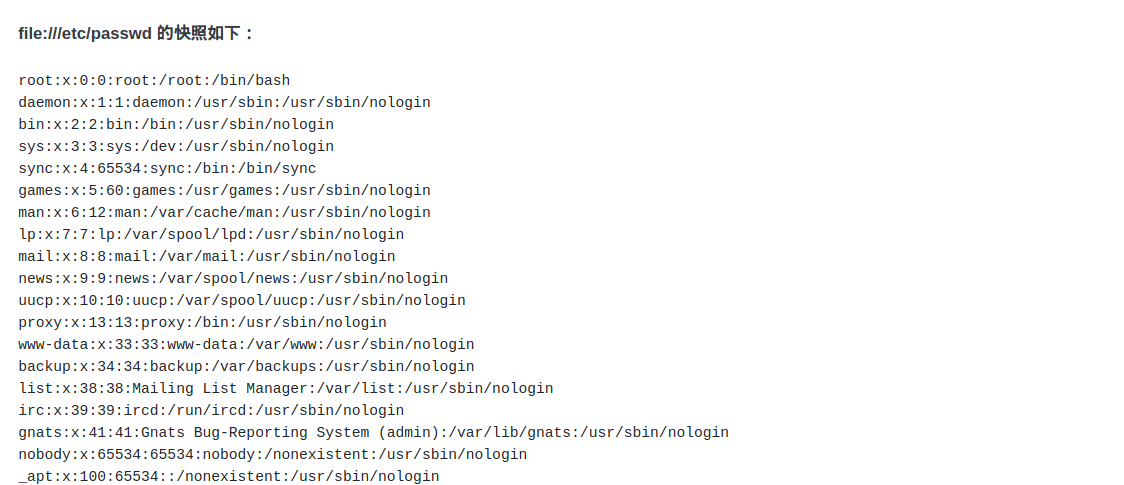 file:///etc/passwd 的快照如下：
root:x:0:0:root:/root:/bin/bash
daemon:x:1:1:daemon:/usr/sbin:/usr/sbin/nologin
bin:x:2:2:bin:/bin:/usr/sbin/nologin
sys:x:3:3:sys:/dev:/usr/sbin/nologin
sync:x:4:65534:sync:/bin:/bin/sync
games:x:5:60:games:/usr/games:/usr/sbin/nologin
man:x:6:12:man:/var/cache/man:/usr/sbin/nologin
lp:x:7:7:lp:/var/spool/lpd:/usr/sbin/nologin
mail:x:8:8:mail:/var/mail:/usr/sbin/nologin
news:x:9:9:news:/var/spool/news:/usr/sbin/nologin
uucp:x:10:10:uucp:/var/spool/uucp:/usr/sbin/nologin
proxy:x:13:13:proxy:/bin:/usr/sbin/nologin
www-data:x:33:33:www-data:/var/www:/usr/sbin/nologin
backup:x:34:34:backup:/var/backups:/usr/sbin/nologin
list:x:38:38:Mailing List Manager:/var/list:/usr/sbin/nologin
irc:x:39:39:ircd:/run/ircd:/usr/sbin/nologin
gnats:x:41:41:Gnats Bug-Reporting System (admin):/var/lib/gnats:/usr/sbin/nologin
nobody:x:65534:65534:nobody:/nonexistent:/usr/sbin/nologin
_apt:x:100:65534::/nonexistent:/usr/sbin/nologin